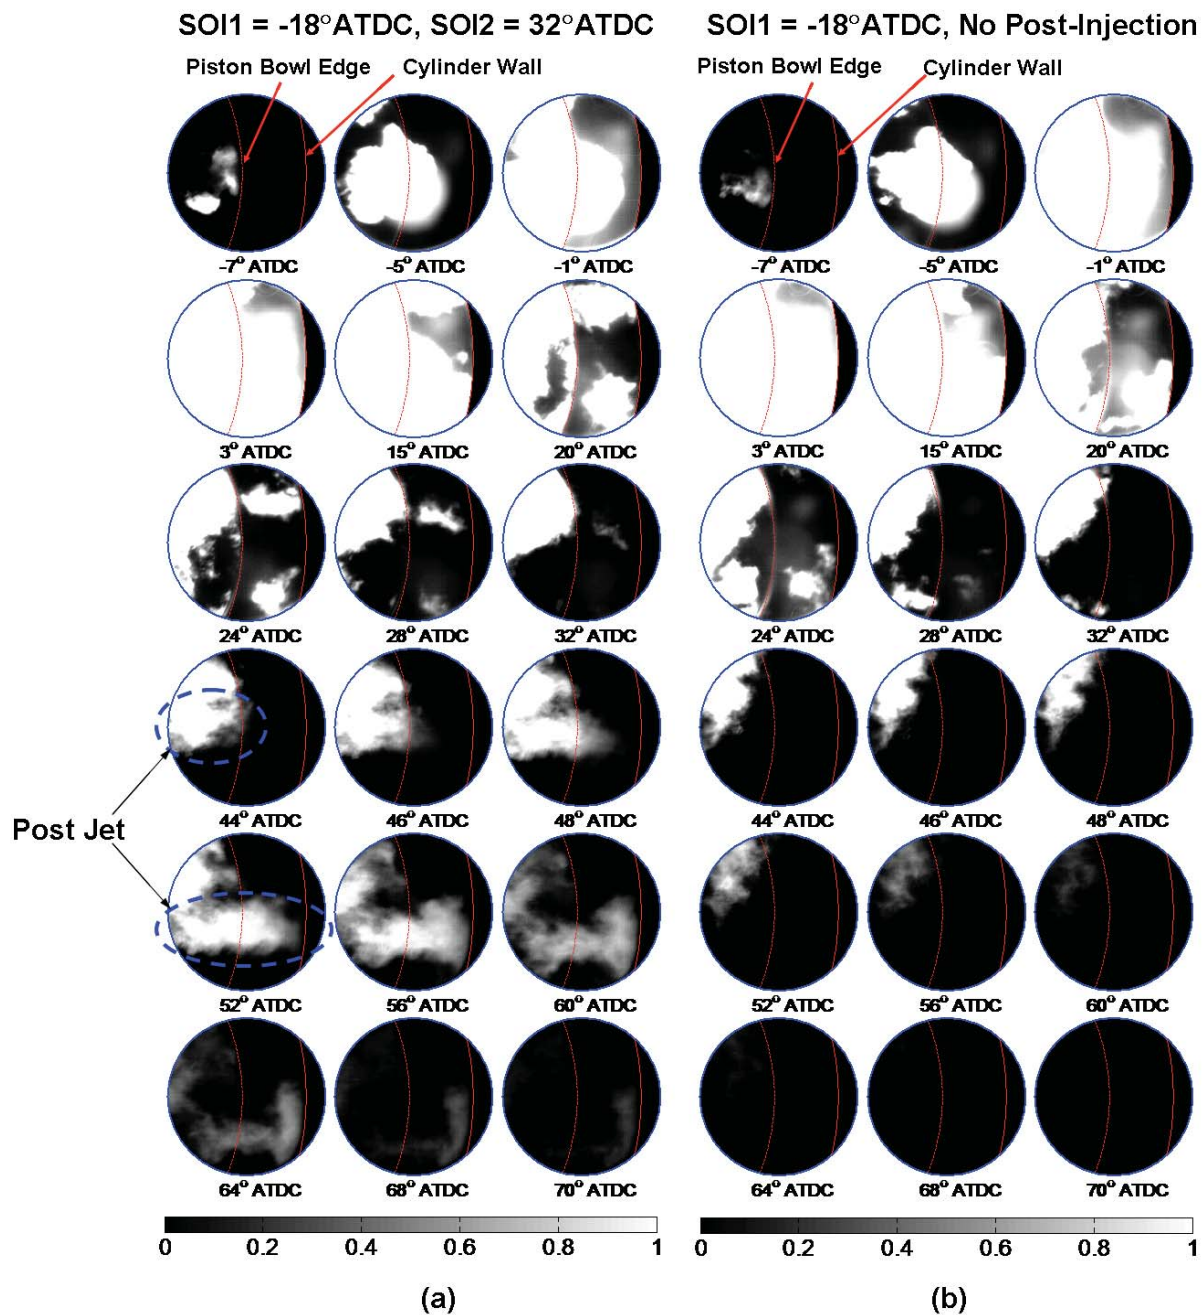 SOI1 = -18°ATDC, SOI2 = 32°ATDC SOI1 = -18°ATDC, No Post-Injection
Piston Bowl Edge Cylinder Wall Piston Bowl Edge Cylinder Wall
-7° ATDC -5° ATDC -1° ATDC -7° ATDC -5° ATDC -1° ATDC
3° ATDC 15° ATDC 20° ATDC 3° ATDC 15° ATDC 20° ATDC
24° ATDC 28° ATDC 32° ATDC 24° ATDC 28° ATDC 32° ATDC
44° ATDC 46° ATDC 48° ATDC 44° ATDC 46° ATDC 48° ATDC
Post Jet
52° ATDC 56° ATDC 60° ATDC 52° ATDC 56° ATDC 60° ATDC
64° ATDC 68° ATDC 70° ATDC 64° ATDC 68° ATDC 70° ATDC
0 0.2 0.4 0.6 0.8 1 0 0.2 0.4 0.6 0.8 1
(a) (b)